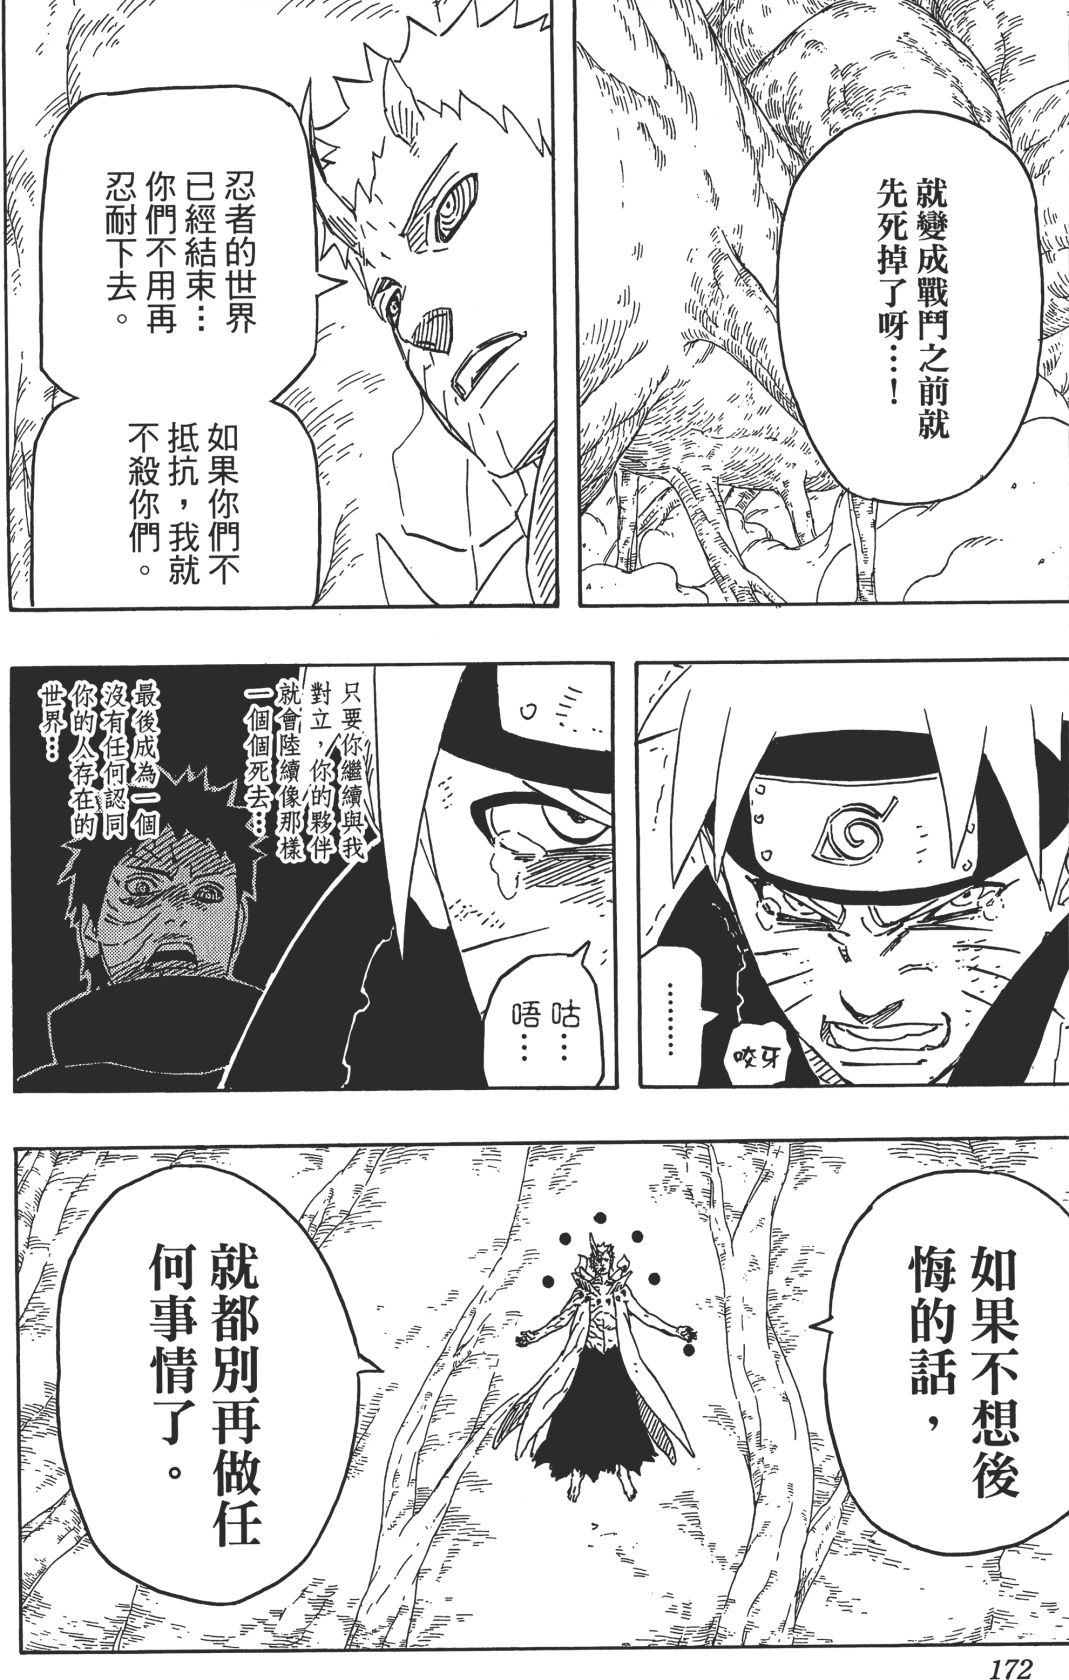 就變成戰鬥之前就
先死掉了呀…！
忍者的世界
已經結束…
你們不用再
忍耐下去。
如果你們不
抵抗，我就
不殺你們。
…………
咬牙
咕…
唔…
只要你繼續與我
對立，你的夥伴
就會陸續像那樣
一個個死去…
最後成為一個
沒有任何認同
你的人存在的
世界…
如果不想後
悔的話，
就都別再做任
何事情了。
172